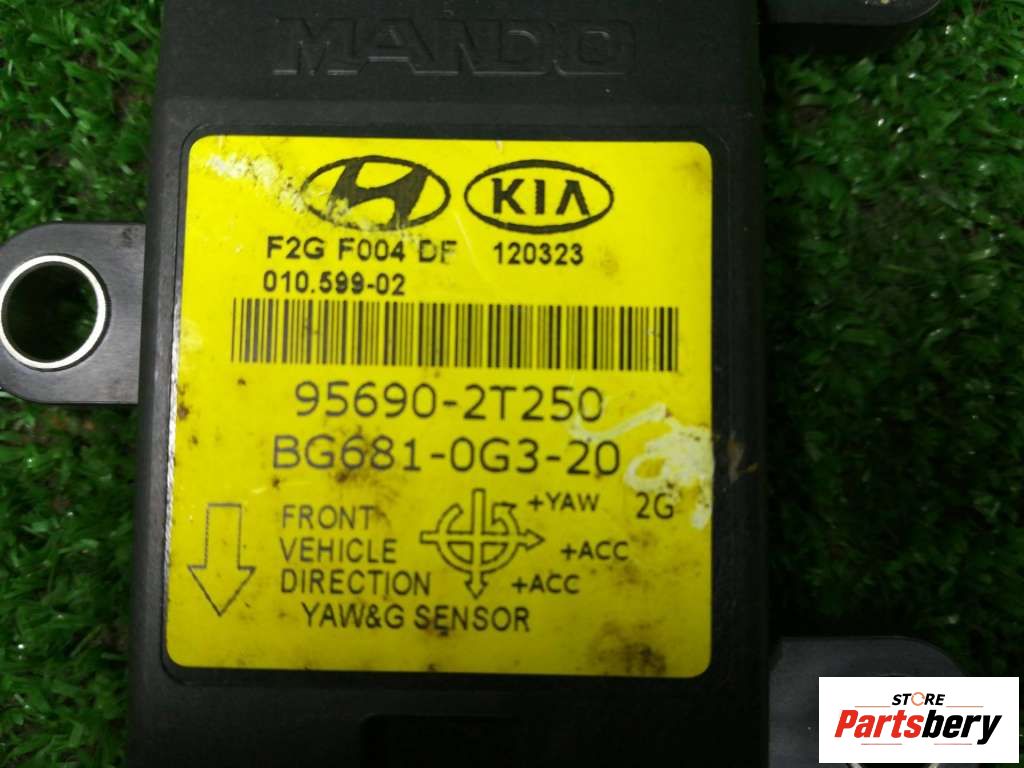 MANDO
KIA
F2G F004 DF 120323
010.599-02
95690-2T250
BG681-0G3-20
+YAW 2G
FRONT
VEHICLE +ACC
DIRECTION +ACC
YAW&G SENSOR
STORE
Partsbery